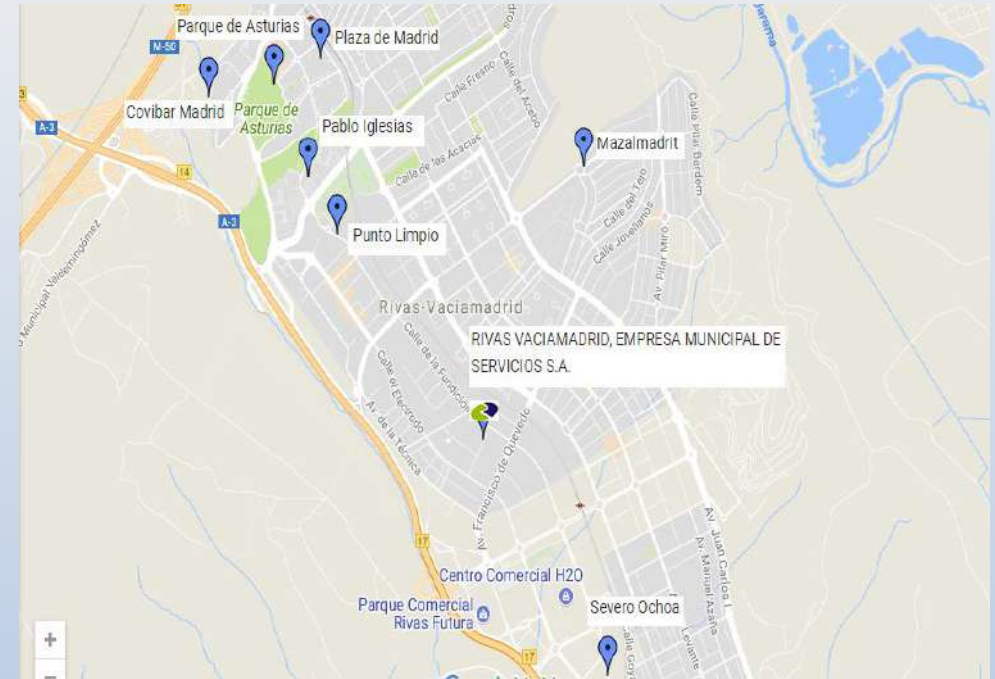 Parque de Asturias
Plaza de Madrid
M-50
Covibar Madrid
Parque de
Asturias
Calle Fresno
Calle del Acebo
A-3
Pablo Iglesias
Calle de las Acacias
Mazalmadrit
Calle Pilar Bardem
14
A-3
Punto Limpio
Calle del Tejo
Calle Jovellanos
Av. Pilar Miró
Municipal Valdemingómez
Rivas-Vaciamadrid
RIVAS VACIAMADRID, EMPRESA MUNICIPAL DE
SERVICIOS S.A.
Calle de la Fundición
Calle el Electrodo
Av. de la Técnica
Av. Francisco de Quevedo
17
Av. Juan Carlos I
Av. Manuel Azaña
Centro Comercial H2O
Parque Comercial
Rivas Futura
Severo Ochoa
17
Levante
+